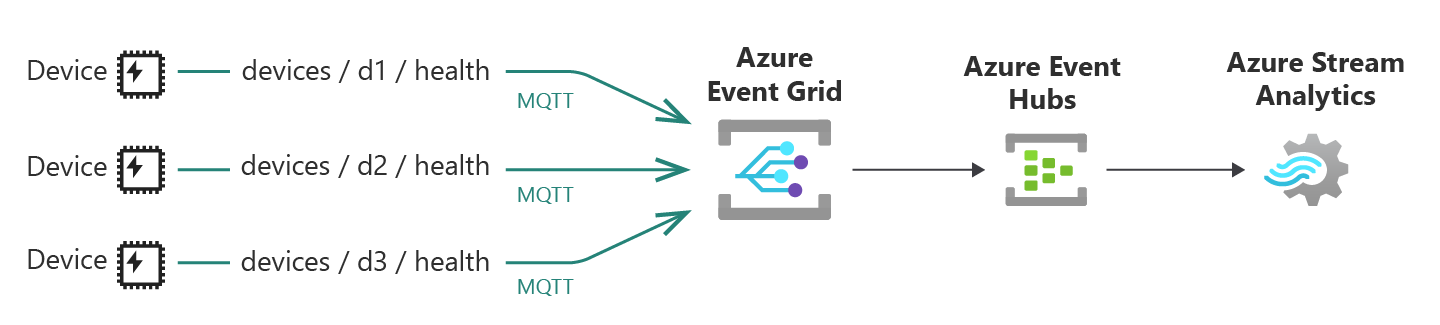 Device
devices / d1 / health
MQTT
Device
devices / d2 / health
MQTT
Device
devices / d3 / health
MQTT
Azure
Event Grid
Azure Event
Hubs
Azure Stream
Analytics